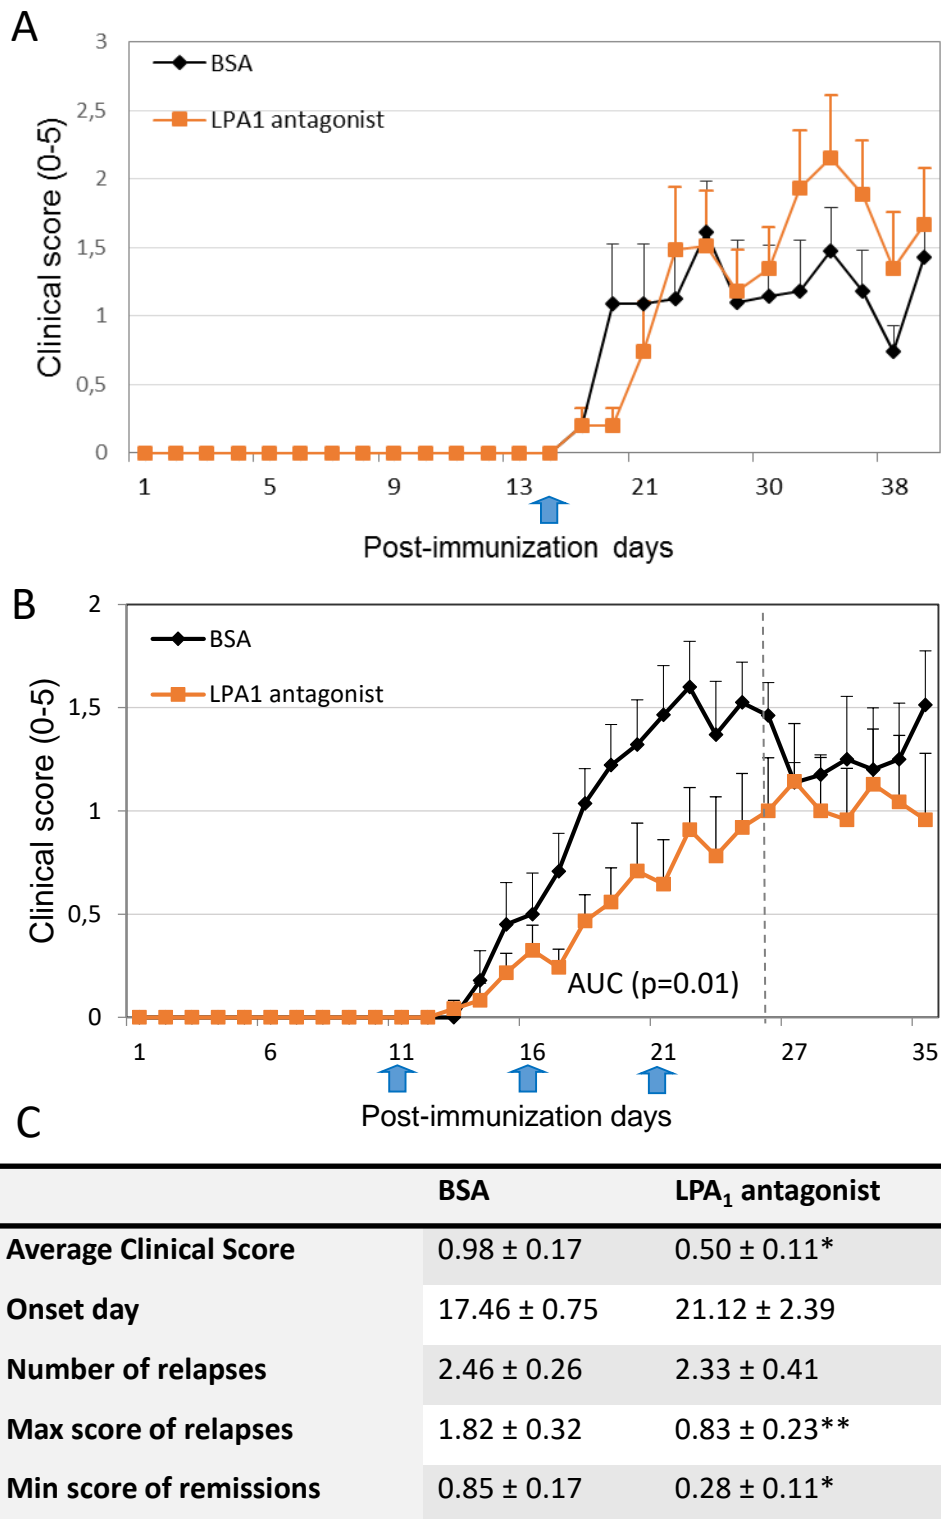 A
Clinical score (0-5)
3
2,5
2
1,5
1
0,5
0
BSA
LPA1 antagonist
1 5 9 13 21 30 38
Post-immunization days
B
Clinical score (0-5)
2
1,5
1
0,5
0
BSA
LPA1 antagonist
AUC (p=0.01)
1 6 11 16 21 27 35
Post-immunization days
C
BSA LPA₁ antagonist
Average Clinical Score 0.98 ± 0.17 0.50 ± 0.11*
Onset day 17.46 ± 0.75 21.12 ± 2.39
Number of relapses 2.46 ± 0.26 2.33 ± 0.41
Max score of relapses 1.82 ± 0.32 0.83 ± 0.23**
Min score of remissions 0.85 ± 0.17 0.28 ± 0.11*